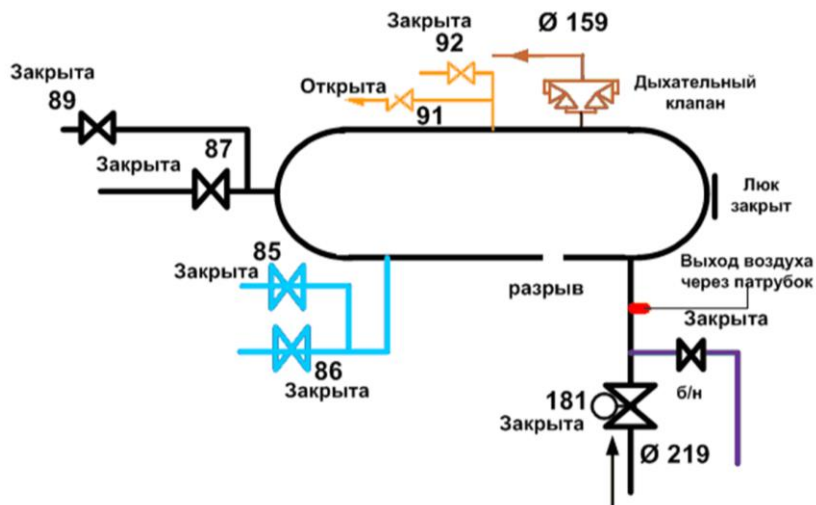 Закрыта
92
Ø 159
Закрыта
89
Открыта
91
Дыхательный
клапан
87
Закрыта
Люк
закрыт
85
Закрыта
разрыв
Выход воздуха
через патрубок
Закрыта
86
Закрыта
181
Закрыта
б/н
Ø 219